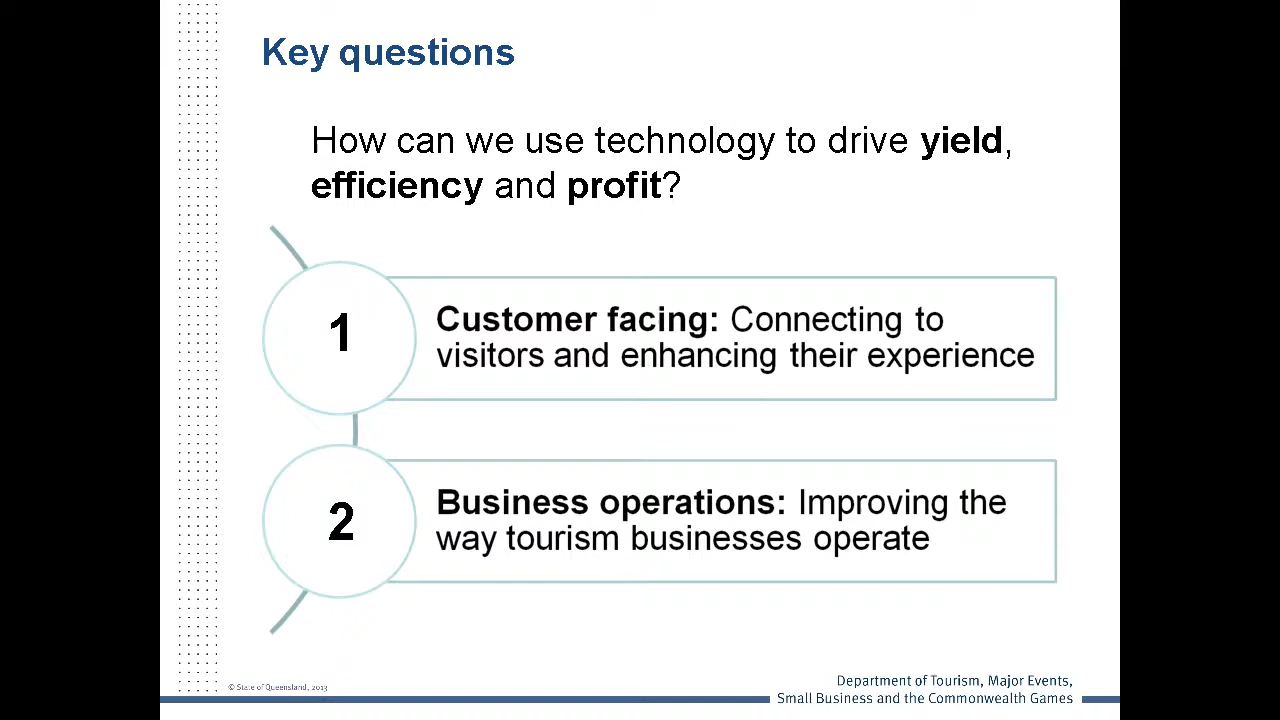 Key questions
How can we use technology to drive yield,
efficiency and profit?
1
Customer facing: Connecting to
visitors and enhancing their experience
2
Business operations: Improving the
way tourism businesses operate
© State of Queensland, 2013
Department of Tourism, Major Events,
Small Business and the Commonwealth Games